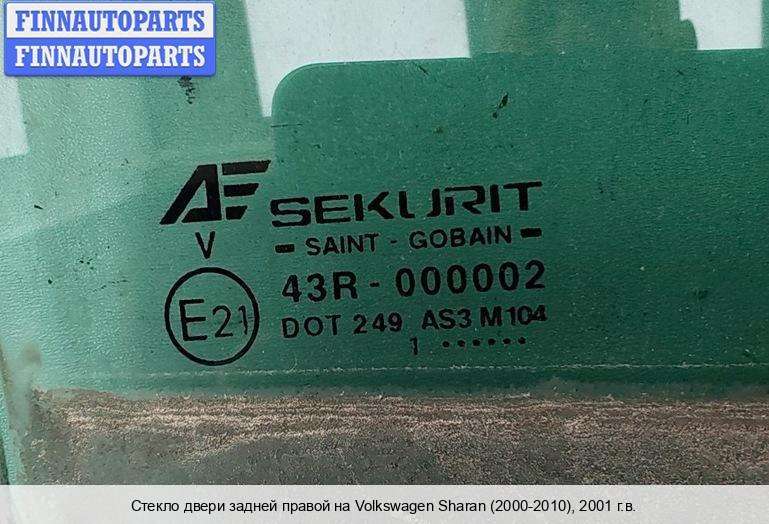 FINNAUTOPARTS
FINNAUTOPARTS
AE SEKURIT
V - SAINT - GOBAIN -
E21 43R - 000002
DOT 249 AS3 M104
1 ······
Стекло двери задней правой на Volkswagen Sharan (2000-2010), 2001 г.в.